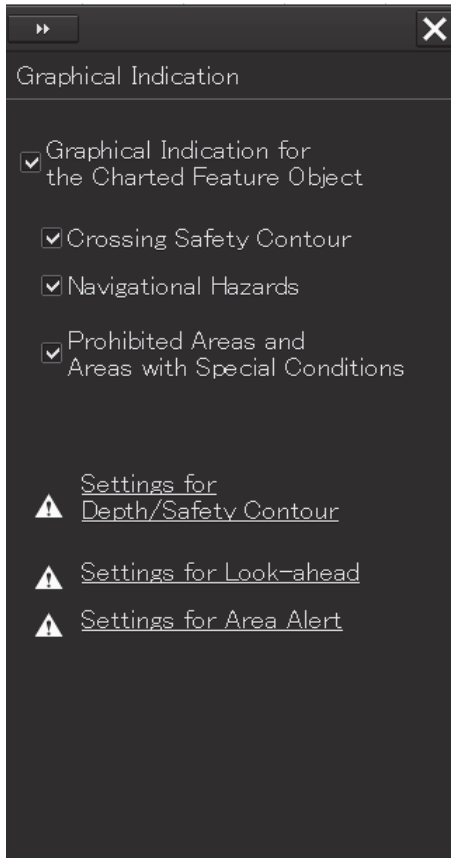 Graphical Indication
Graphical Indication for
the Charted Feature Object
Crossing Safety Contour
Navigational Hazards
Prohibited Areas and
Areas with Special Conditions
Settings for
Depth/Safety Contour
Settings for Look-ahead
Settings for Area Alert